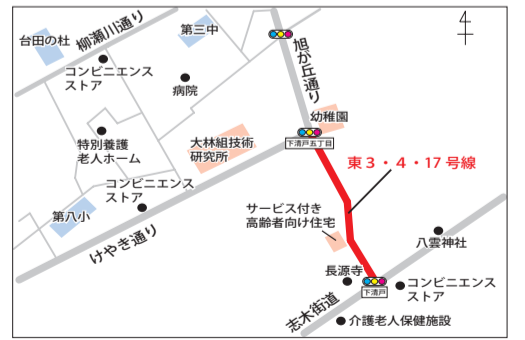 台田の杜
柳瀬川通り
第三中
旭が丘通り
コンビニエンス
ストア
病院
幼稚園
下清戸五丁目
特別養護
老人ホーム
大林組技術
研究所
東3・4・17号線
コンビニエンス
ストア
第八小
けやき通り
サービス付き
高齢者向け住宅
八雲神社
長源寺
下清戸
コンビニエンス
ストア
志木街道
介護老人保健施設
4